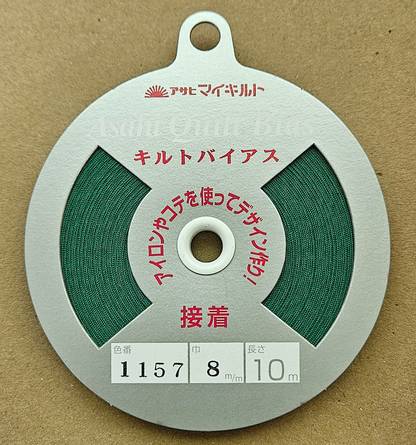 アサヒマイキルト
Asahi Quilt Bias
キルトバイアス
アイロンやコテを使ってデザイン作り!
接着
色番 巾 長さ
1157 8m/m 10m